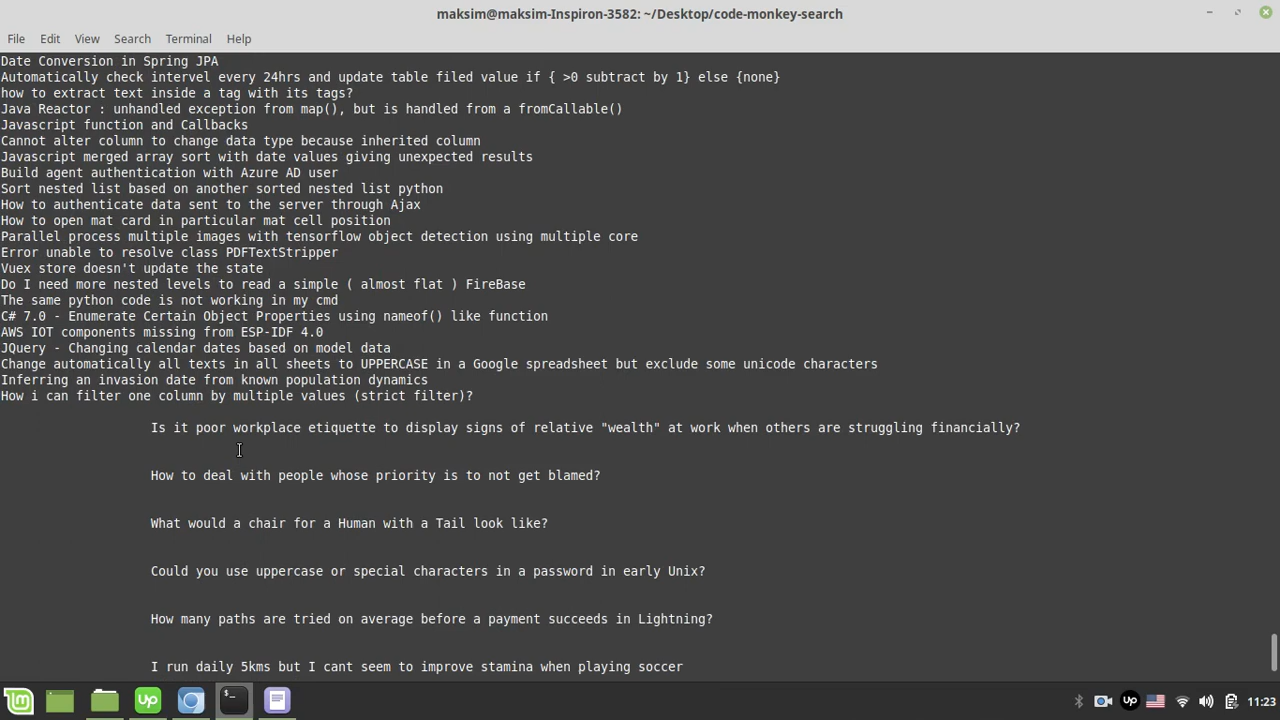 maksim@maksim-Inspiron-3582: ~/Desktop/code-monkey-search
File Edit View Search Terminal Help
Date Conversion in Spring JPA
Automatically check intervel every 24hrs and update table filed value if { >0 subtract by 1} else {none}
how to extract text inside a tag with its tags?
Java Reactor : unhandled exception from map(), but is handled from a fromCallable()
Javascript function and Callbacks
Cannot alter column to change data type because inherited column
Javascript merged array sort with date values giving unexpected results
Build agent authentication with Azure AD user
Sort nested list based on another sorted nested list python
How to authenticate data sent to the server through Ajax
How to open mat card in particular mat cell position
Parallel process multiple images with tensorflow object detection using multiple core
Error unable to resolve class PDFTextStripper
Vuex store doesn't update the state
Do I need more nested levels to read a simple ( almost flat ) FireBase
The same python code is not working in my cmd
C# 7.0 - Enumerate Certain Object Properties using nameof() like function
AWS IOT components missing from ESP-IDF 4.0
JQuery - Changing calendar dates based on model data
Change automatically all texts in all sheets to UPPERCASE in a Google spreadsheet but exclude some unicode characters
Inferring an invasion date from known population dynamics
How i can filter one column by multiple values (strict filter)?
Is it poor workplace etiquette to display signs of relative "wealth" at work when others are struggling financially?
How to deal with people whose priority is to not get blamed?
What would a chair for a Human with a Tail look like?
Could you use uppercase or special characters in a password in early Unix?
How many paths are tried on average before a payment succeeds in Lightning?
I run daily 5kms but I cant seem to improve stamina when playing soccer
up
$_
up
11:23